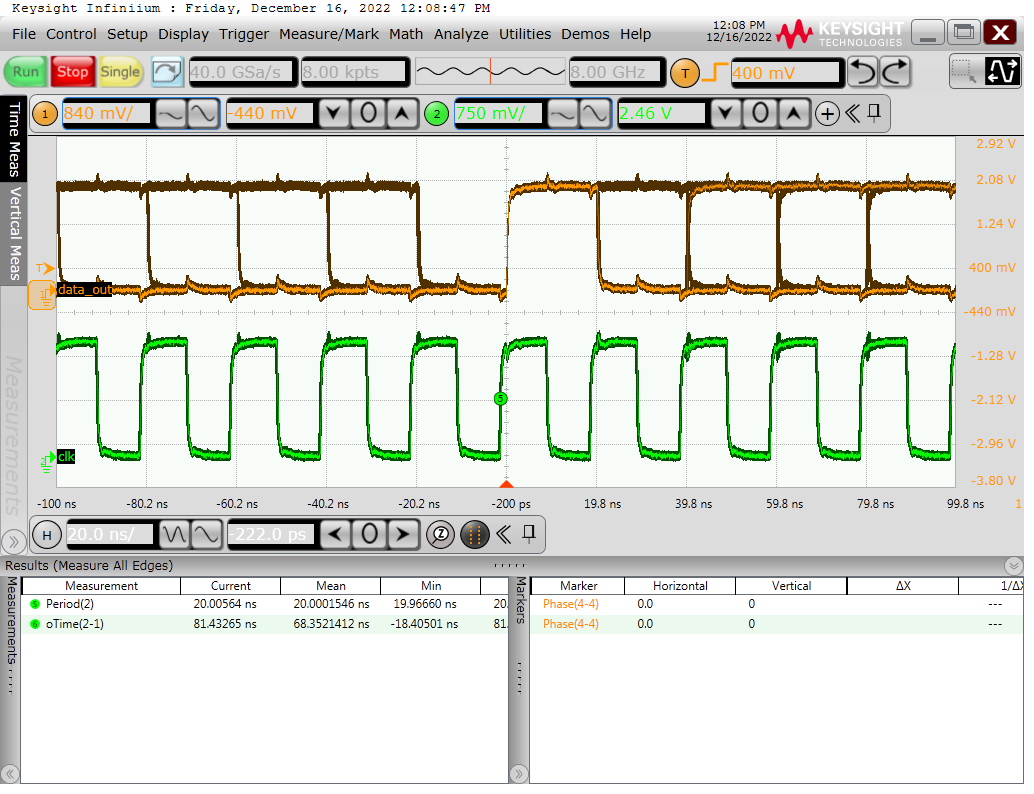 Keysight Infiniium : Friday, December 16, 2022 12:08:47 PM
File Control Setup Display Trigger Measure/Mark Math Analyze Utilities Demos Help
12:08 PM
12/16/2022
KEYSIGHT
TECHNOLOGIES
X
Run Stop Single 40.0 GSa/s 8.00 kpts 8.00 GHz T 400 mV
1 840 mV/ -440 mV 0 2 750 mV/ 2.46 V 0 +
Time Meas
Vertical Meas
Measurements
2.92 V
2.08 V
1.24 V
400 mV
-440 mV
-1.28 V
-2.12 V
-2.96 V
-3.80 V
T
data_out
5
clk
-100 ns -80.2 ns -60.2 ns -40.2 ns -20.2 ns -200 ps 19.8 ns 39.8 ns 59.8 ns 79.8 ns 99.8 ns 1
H 20.0 ns/ -222.0 ps 0 Z
Results (Measure All Edges)
Measurements
Measurement Current Mean Min
5 Period(2) 20.00564 ns 20.0001546 ns 19.96660 ns 20.
6 oTime(2-1) 81.43265 ns 68.3521412 ns -18.40501 ns 81.
Markers
Marker Horizontal Vertical ΔX 1/ΔX
Phase(4-4) 0.0 0 ---
Phase(4-4) 0.0 0 ---